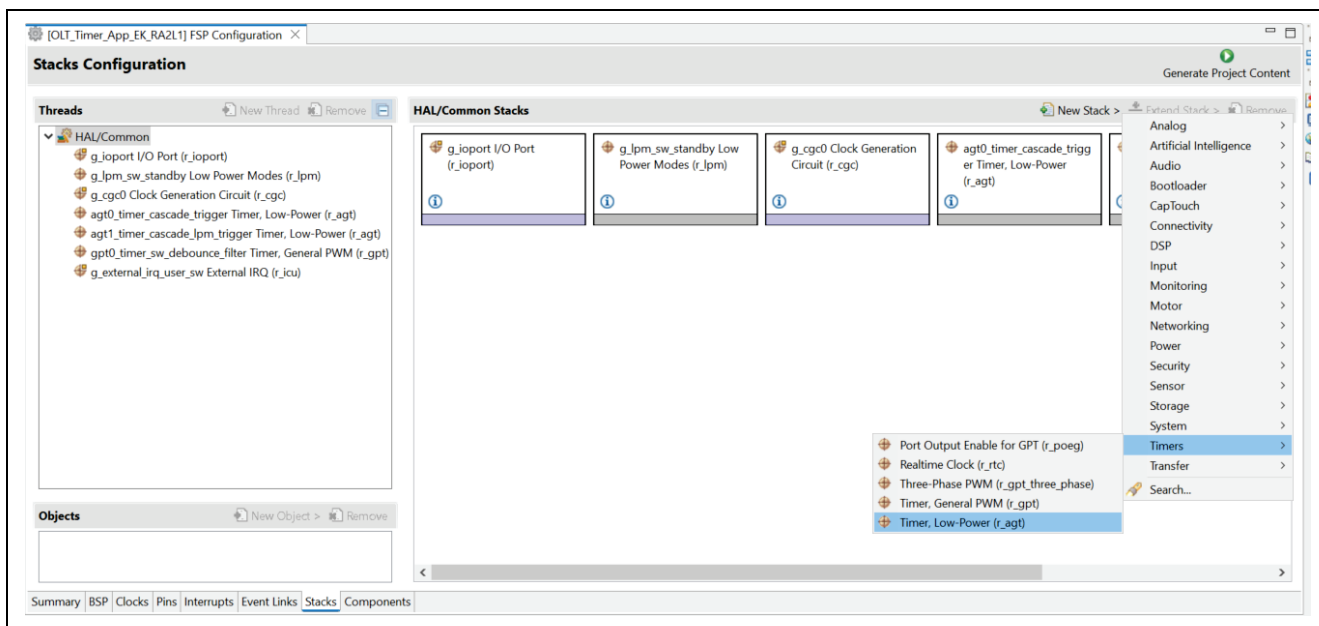 [OLT_Timer_App_EK_RA2L1] FSP Configuration
Stacks Configuration
Generate Project Content
Threads
New Thread
Remove
HAL/Common
g_ioport I/O Port (r_ioport)
g_lpm_sw_standby Low Power Modes (r_lpm)
g_cgc0 Clock Generation Circuit (r_cgc)
agt0_timer_cascade_trigger Timer, Low-Power (r_agt)
agt1_timer_cascade_lpm_trigger Timer, Low-Power (r_agt)
gpt0_timer_sw_debounce_filter Timer, General PWM (r_gpt)
g_external_irq_user_sw External IRQ (r_icu)
Objects
New Object >
Remove
HAL/Common Stacks
New Stack >
Extend Stack >
Remove
g_ioport I/O Port
(r_ioport)
g_lpm_sw_standby Low
Power Modes (r_lpm)
g_cgc0 Clock Generation
Circuit (r_cgc)
agt0_timer_cascade_trigg
er Timer, Low-Power
(r_agt)
Analog
Artificial Intelligence
Audio
Bootloader
CapTouch
Connectivity
DSP
Input
Monitoring
Motor
Networking
Power
Security
Sensor
Storage
System
Timers
Transfer
Search...
Port Output Enable for GPT (r_poeg)
Realtime Clock (r_rtc)
Three-Phase PWM (r_gpt_three_phase)
Timer, General PWM (r_gpt)
Timer, Low-Power (r_agt)
Summary BSP Clocks Pins Interrupts Event Links Stacks Components